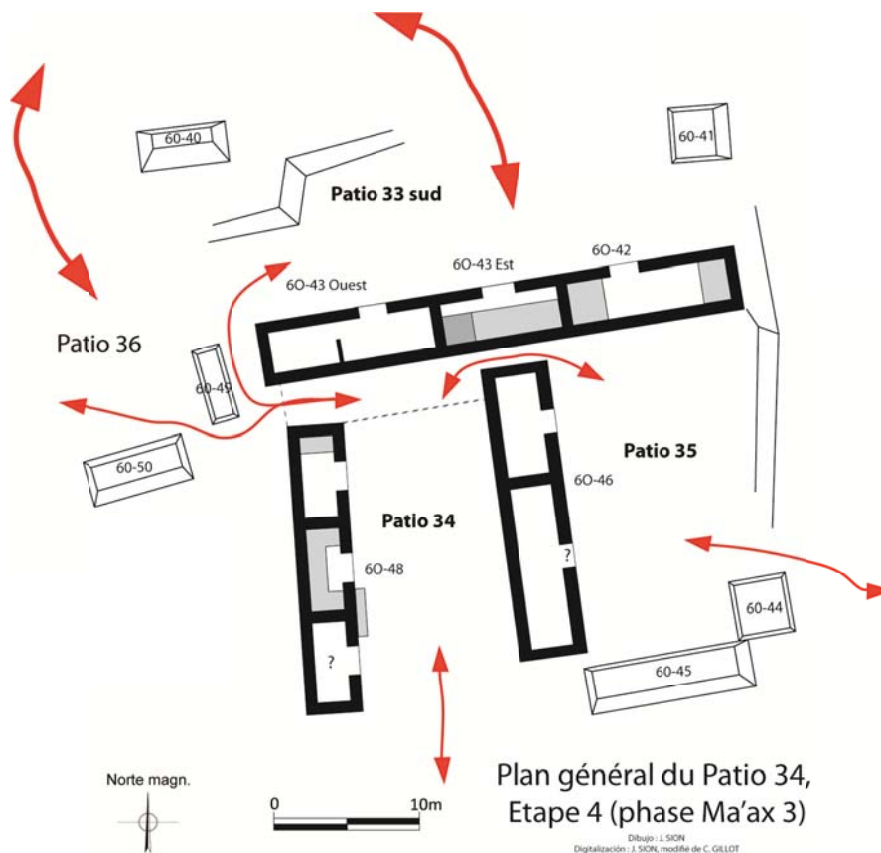 60-40
60-41
Patio 33 sud
6O-42
6O-43 Est
6O-43 Ouest
Patio 36
60-49
60-50
Patio 35
6O-46
Patio 34
?
6O-48
?
60-44
60-45
Norte magn.
0 10m
Plan général du Patio 34,
Etape 4 (phase Ma'ax 3)
Dibujo : J. SION
Digitalización : J. SION, modifié de C. GILLOT